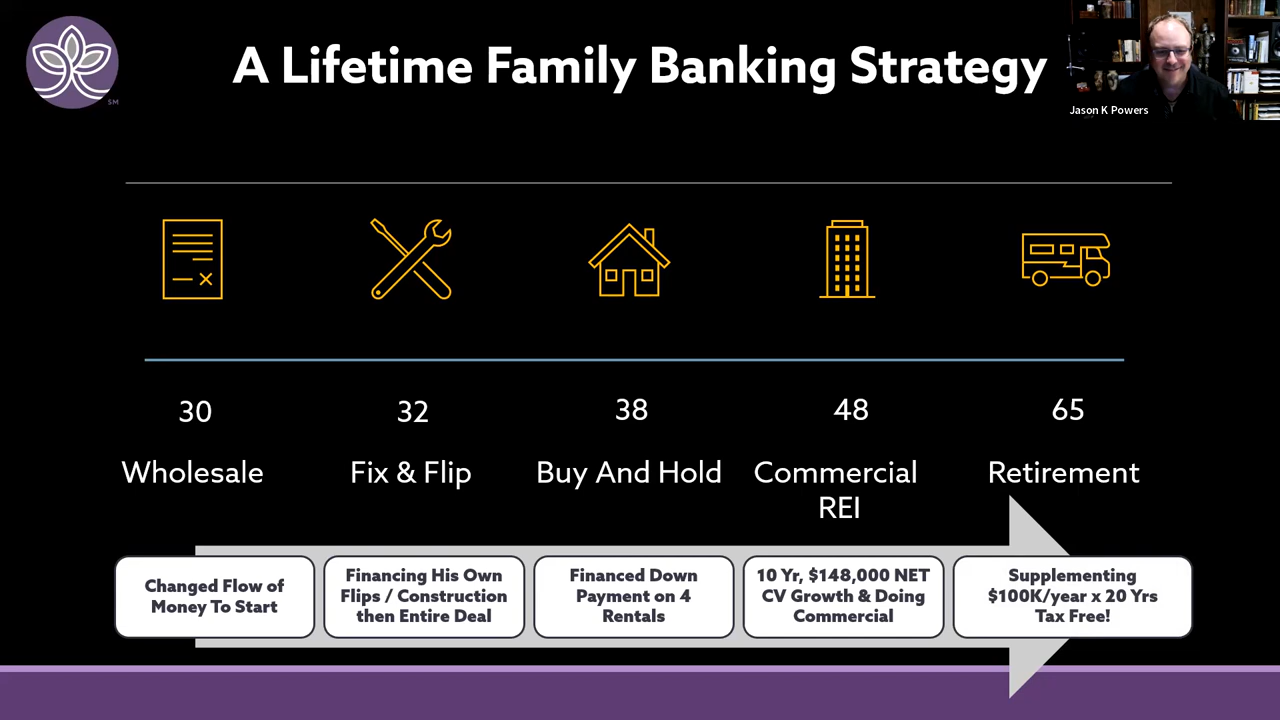 A Lifetime Family Banking Strategy
Jason K Powers
SM
30
32
38
48
65
Wholesale
Fix & Flip
Buy And Hold
Commercial
REI
Retirement
Changed Flow of
Money To Start
Financing His Own
Flips / Construction
then Entire Deal
Financed Down
Payment on 4
Rentals
10 Yr, $148,000 NET
CV Growth & Doing
Commercial
Supplementing
$100K/year x 20 Yrs
Tax Free!